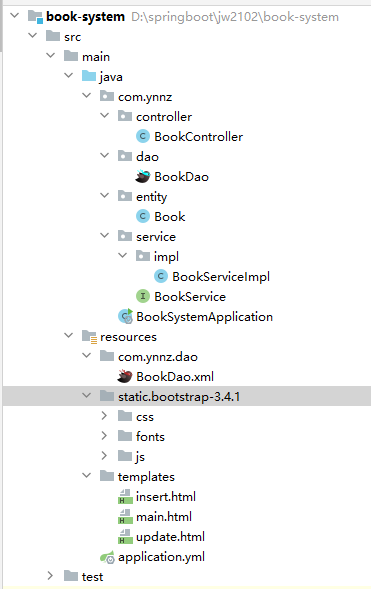 book-system D:\springboot\jw2102\book-system
src
main
java
com.ynnz
controller
BookController
dao
BookDao
entity
Book
service
impl
BookServiceImpl
BookService
BookSystemApplication
resources
com.ynnz.dao
BookDao.xml
static.bootstrap-3.4.1
css
fonts
js
templates
insert.html
main.html
update.html
application.yml
test